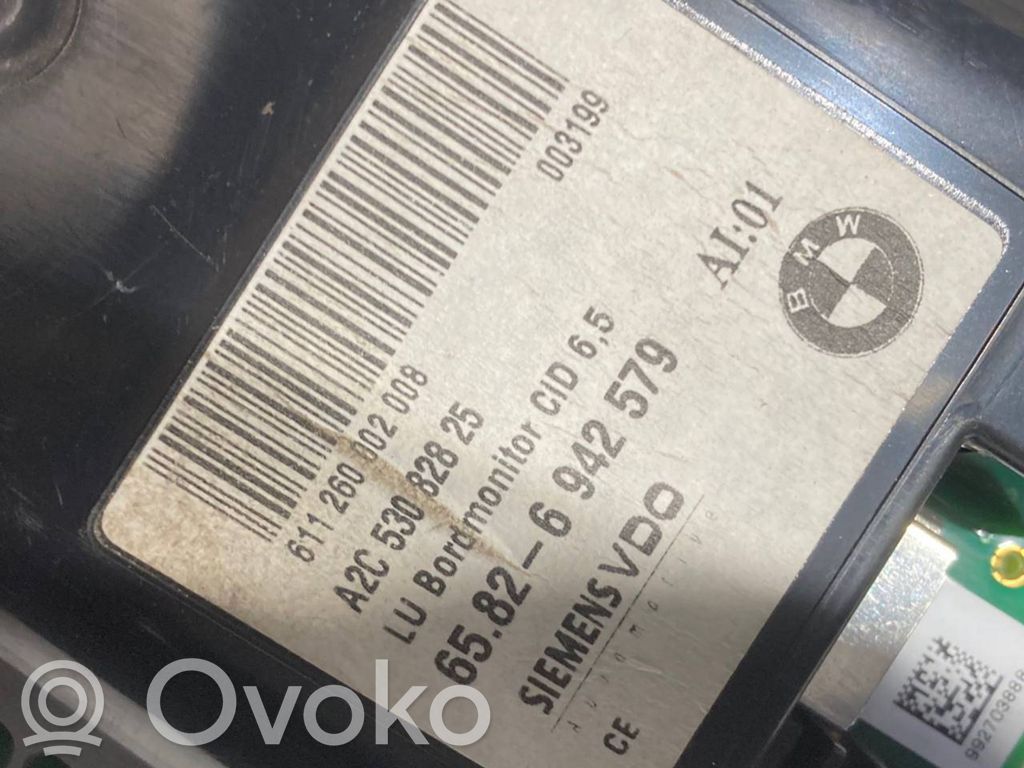 003199
611 260 002 008
A2C 530 828 25
LU Bordmonitor CID 6,5
65.82-6 942 579
AI:01
BMW
SIEMENS VDO
CE
992703888
Ovoko